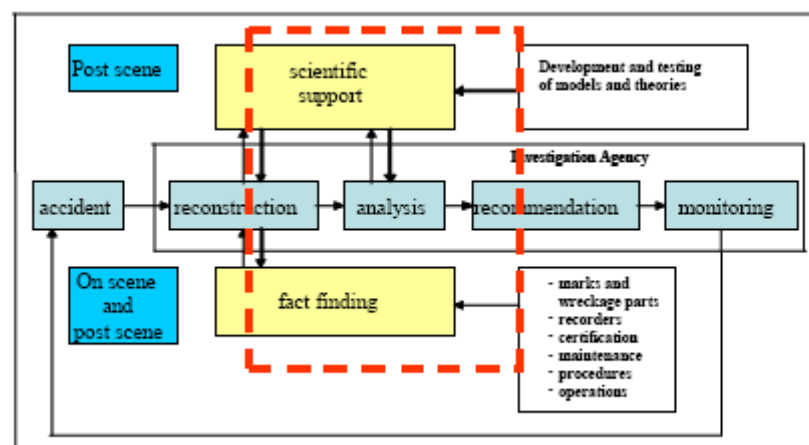 Post scene
scientific
support
Development and testing
of models and theories
Investigation Agency
accident
reconstruction
analysis
recommendation
monitoring
On scene
and
post scene
fact finding
- marks and
wreckage parts
- recorders
- certification
- maintenance
- procedures
- operations